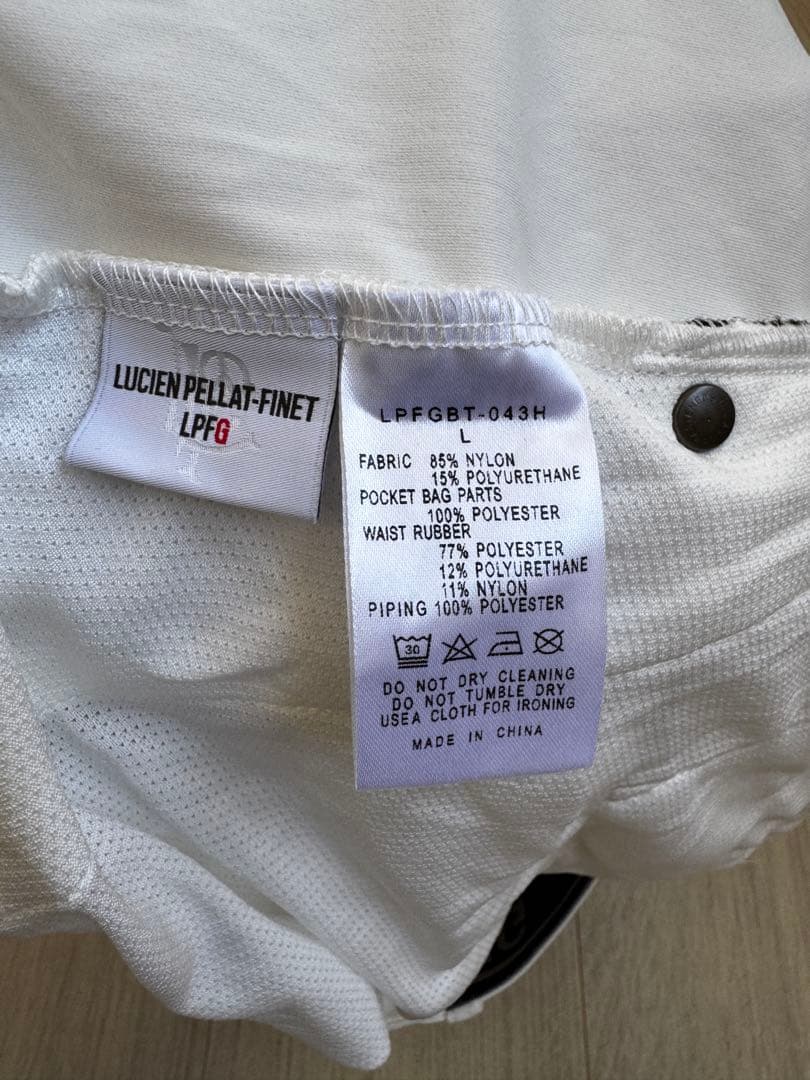 LUCIEN PELLAT-FINET
LPFG
LPFGBT-043H
L
FABRIC 85% NYLON
15% POLYURETHANE
POCKET BAG PARTS
100% POLYESTER
WAIST RUBBER
77% POLYESTER
12% POLYURETHANE
11% NYLON
PIPING 100% POLYESTER
30
DO NOT DRY CLEANING
DO NOT TUMBLE DRY
USEA CLOTH FOR IRONING
MADE IN CHINA